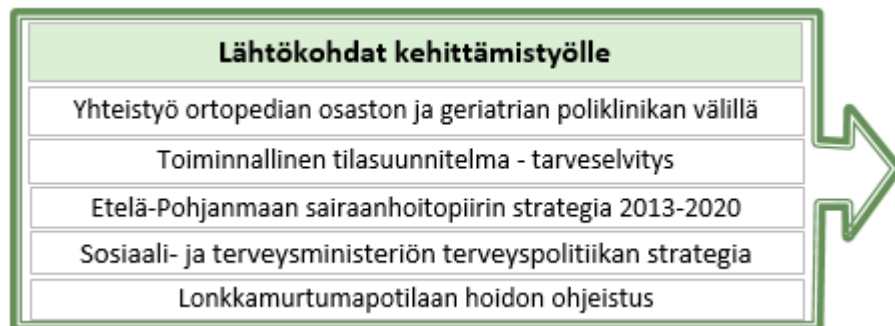 Lähtökohdat kehittämistyölle
Yhteistyö ortopedian osaston ja geriatrian poliklinikan välillä
Toiminnallinen tilasuunnitelma - tarveselvitys
Etelä-Pohjanmaan sairaanhoitopiirin strategia 2013-2020
Sosiaali- ja terveysministeriön terveyspolitiikan strategia
Lonkkamurtumapotilaan hoidon ohjeistus